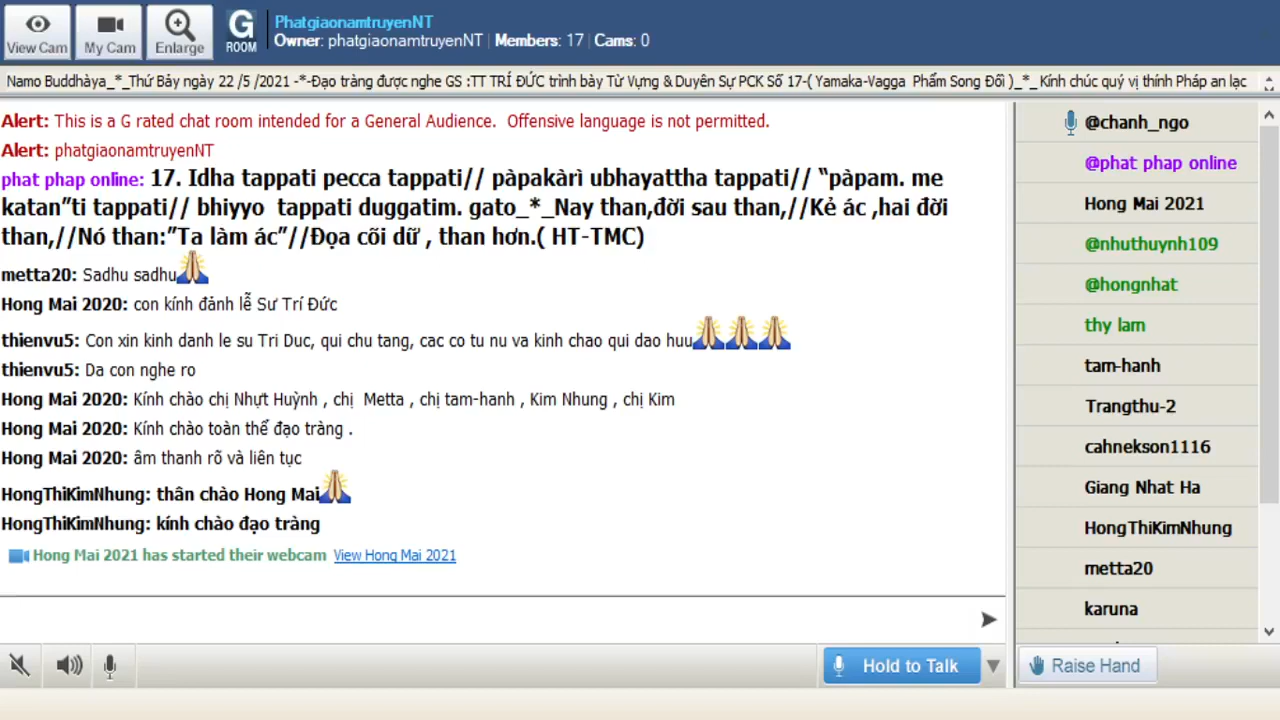 View Cam
My Cam
Enlarge
G
ROOM
PhatgiaonamtruyenNT
Owner: phatgiaonamtruyenNT | Members: 17 | Cams: 0
Namo Buddhàya_*_Thứ Bảy ngày 22 /5 /2021 -*-Đạo tràng được nghe GS :TT TRÍ ĐỨC trình bày Từ Vựng & Duyên Sự PCK Số 17-( Yamaka-Vagga Phẩm Song Đối )_*_ Kính chúc quý vị thính Pháp an lạc
Alert: This is a G rated chat room intended for a General Audience. Offensive language is not permitted.
Alert: phatgiaonamtruyenNT
phat phap online: 17. Idha tappati pecca tappati// pàpakàrì ubhayattha tappati// “pàpam. me
katan”ti tappati// bhiyyo tappati duggatim. gato_*_Nay than,đời sau than,//Kẻ ác ,hai đời
than,//Nó than:”Ta làm ác”//Đọa cõi dữ , than hơn.( HT-TMC)
metta20: Sadhu sadhu
Hong Mai 2020: con kính đãnh lễ Sư Trí Đức
thienvu5: Con xin kinh danh le su Tri Duc, qui chu tang, cac co tu nu va kinh chao qui dao huu
thienvu5: Da con nghe ro
Hong Mai 2020: Kính chào chị Nhựt Huỳnh , chị Metta , chị tam-hanh , Kim Nhung , chị Kim
Hong Mai 2020: Kính chào toàn thể đạo tràng .
Hong Mai 2020: âm thanh rõ và liên tục
HongThiKimNhung: thân chào Hong Mai
HongThiKimNhung: kính chào đạo tràng
Hong Mai 2021 has started their webcam View Hong Mai 2021
@chanh_ngo
@phat phap online
Hong Mai 2021
@nhuthuynh109
@hongnhat
thy lam
tam-hanh
Trangthu-2
cahnekson1116
Giang Nhat Ha
HongThiKimNhung
metta20
karuna
Hold to Talk
Raise Hand